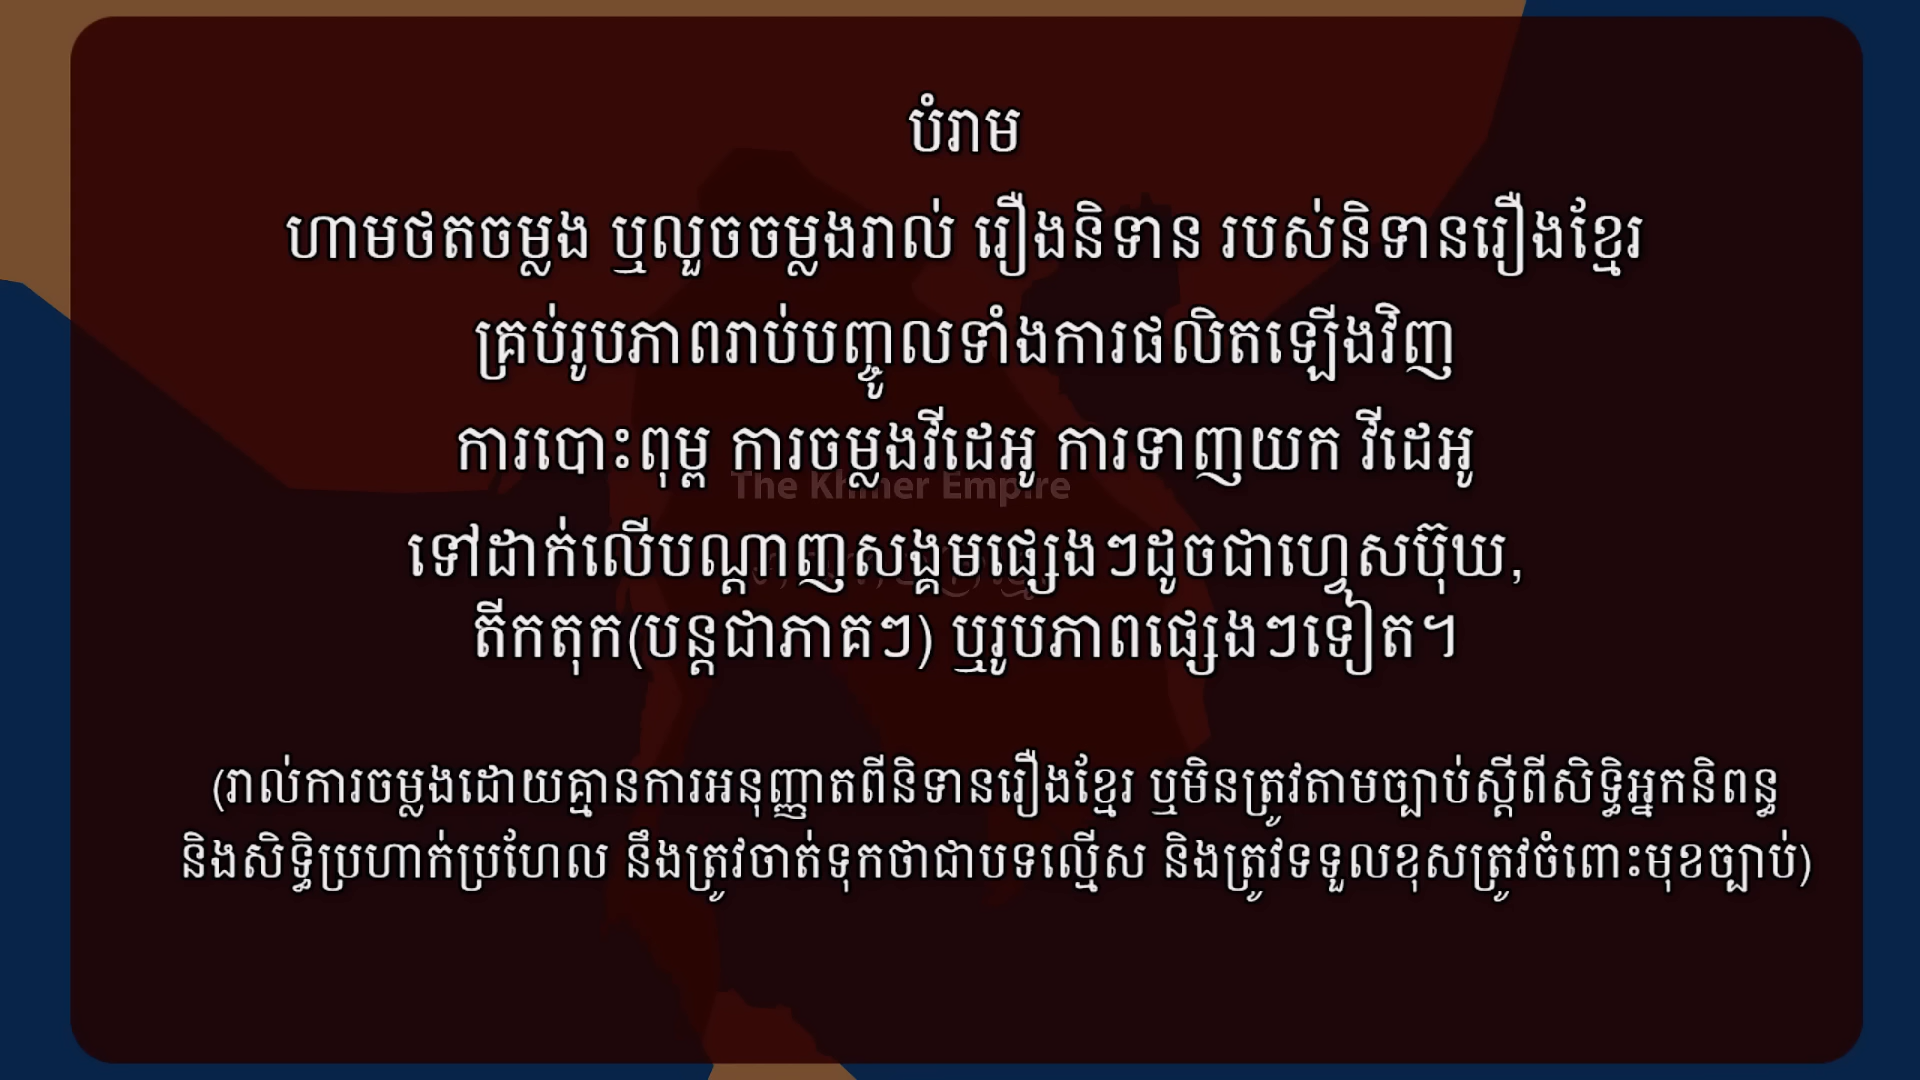 បំរាម
ហាមថតចម្លង ឬលួចចម្លងរាល់ រឿងនិទាន របស់និទានរឿងខ្មែរ
គ្រប់រូបភាពរាប់បញ្ចូលទាំងការផលិតឡើងវិញ
ការបោះពុម្ព ការចម្លងវីដេអូ ការទាញយក វីដេអូ
The Khmer Empire
ទៅដាក់លើបណ្តាញសង្គមផ្សេងៗដូចជាហ្វេសប៊ុឃ,
តីកតុក(បន្តជាភាគៗ) ឬរូបភាពផ្សេងៗទៀត។
(រាល់ការចម្លងដោយគ្មានការអនុញ្ញាតពីនិទានរឿងខ្មែរ ឬមិនត្រូវតាមច្បាប់ស្តីពីសិទ្ធិអ្នកនិពន្ធ
និងសិទ្ធិប្រហាក់ប្រហែល នឹងត្រូវចាត់ទុកថាជាបទល្មើស និងត្រូវទទួលខុសត្រូវចំពោះមុខច្បាប់)